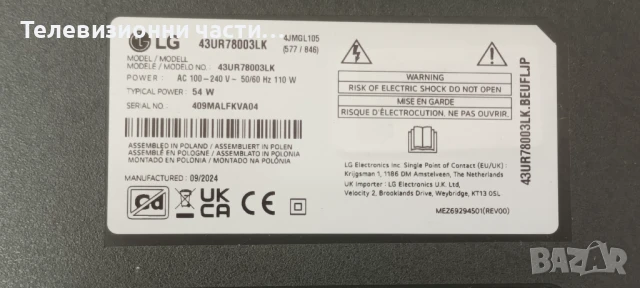 Телевизионни части..
LG
43UR78003LK
4JMGL105
(577 / 846)
MODEL / MODELL
MODÈLE / MODELO NO. : 43UR78003LK
POWER : AC 100-240 V ~ 50/60 Hz 110 W
TYPICAL POWER : 54 W
SERIAL NO : 409MALFKVA04
ASSEMBLED IN POLAND / ASSEMBLIERT IN POLEN
ASSEMBLÉ EN POLOGNE / ASSEMBLATO IN POLONIA
MONTADO EN POLONIA / MONTADO NA POLÓNIA
MANUFACTURED : 09/2024
Cd
UK
CA
CE
WARNING
RISK OF ELECTRIC SHOCK DO NOT OPEN.
MISE EN GARDE
RISQUE D'ÉLECTROCUTION, NE PAS OUVRIR.
LG Electronics Inc. Single Point of Contact (EU/UK) :
Krijgsman 1, 1186 DM Amstelveen, The Netherlands
UK Importer : LG Electronics U.K. Ltd,
Velocity 2, Brooklands Drive, Weybridge, KT13 0SL
MEZ69294501(REV00)
43UR78003LK.BEUFLJP
BAZAR